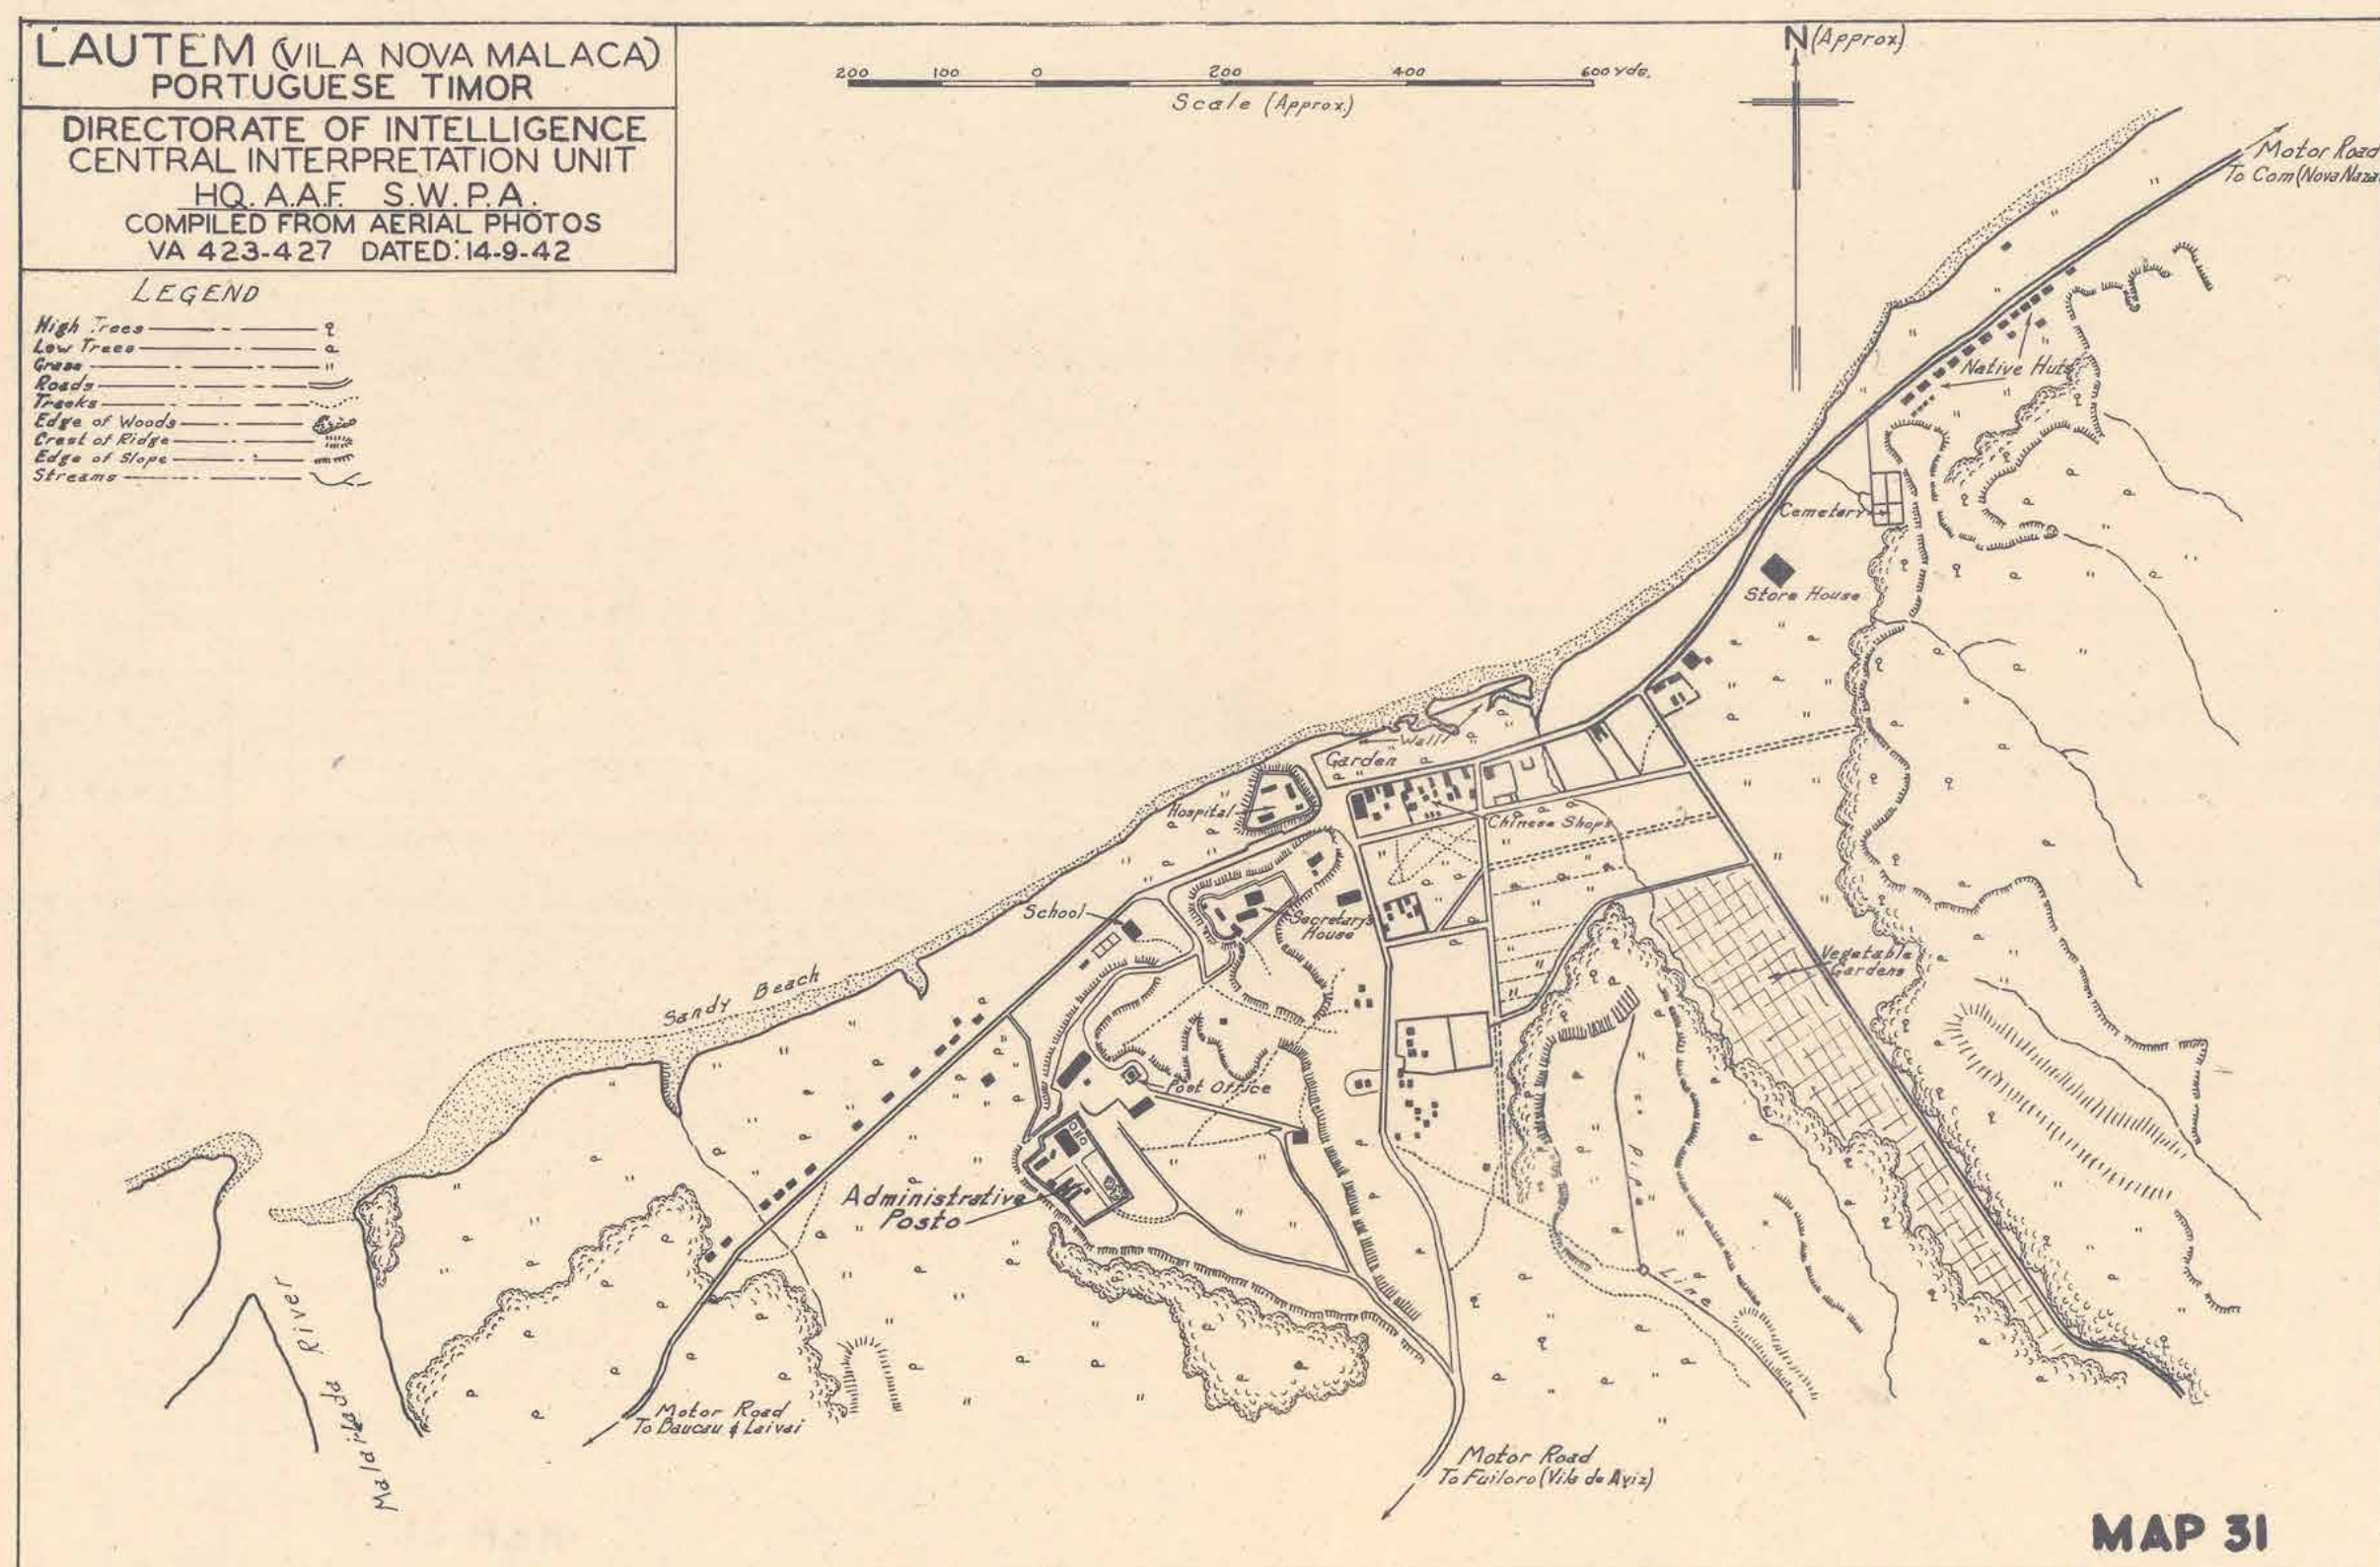 LAUTEM (VILA NOVA MALACA)
PORTUGUESE TIMOR
DIRECTORATE OF INTELLIGENCE
CENTRAL INTERPRETATION UNIT
HQ. A.A.F. S.W.P.A.
COMPILED FROM AERIAL PHOTOS
VA 423-427 DATED: 14-9-42
LEGEND
High Trees
Low Trees
Grass
Roads
Tracks
Edge of Woods
Crest of Ridge
Edge of Slope
Streams
200 100 0 200 400 600 yds.
Scale (Approx.)
N (Approx)
Motor Road
To Com (Nova Naza
Native Huts
Cemetery
Store House
Wall
Garden
Hospital
Chinese Shops
School
Secretary's
House
Vegetable
Gardens
Sandy Beach
Post Office
Pipe Line
Administrative
Posto
Malailada River
Motor Road
To Baucau & Laivai
Motor Road
To Fuiloro (Vila de Aviz)
MAP 31